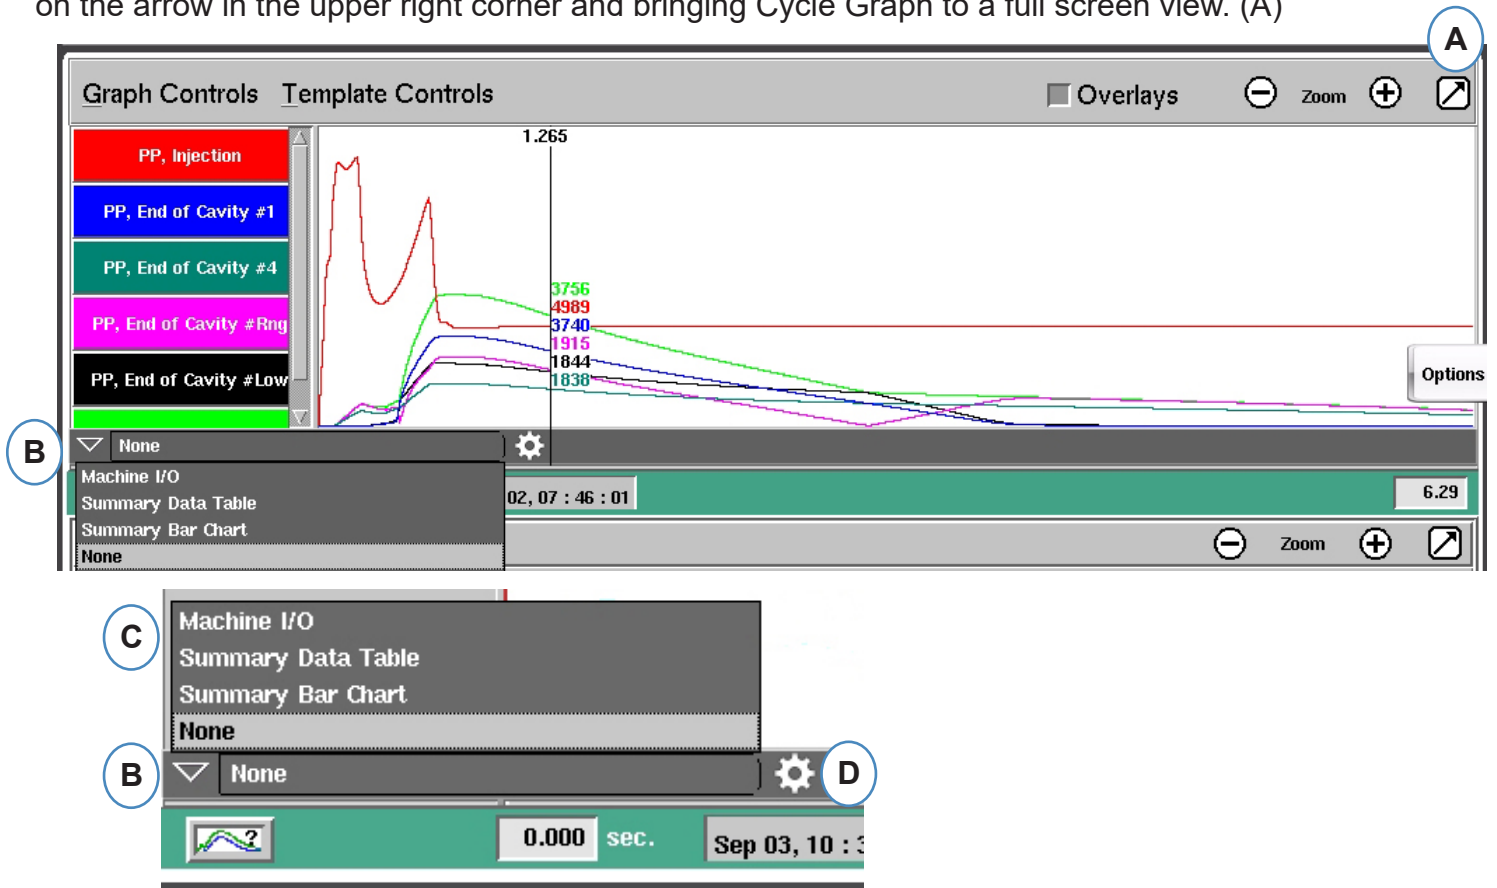 on the arrow in the upper right corner and bringing Cycle Graph to a full screen view. (A)
A
Graph Controls Template Controls Overlays Zoom
PP, Injection
PP, End of Cavity #1
PP, End of Cavity #4
PP, End of Cavity #Rng
PP, End of Cavity #Low
1.265
3756
4989
3740
1915
1844
1838
Options
B
None
Machine I/O
Summary Data Table
Summary Bar Chart
None
02, 07 : 46 : 01
6.29
Zoom
C
Machine I/O
Summary Data Table
Summary Bar Chart
None
B
None
D
?
0.000 sec. Sep 03, 10 :